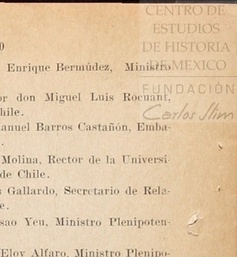 CENTRO DE
ESTUDIOS
DE HISTORIA
DE MEXICO
FUNDACIÓN
Carlos Slim
0
Enrique Bermúdez, Ministro
or don Miguel Luis Rocuant,
hile.
anuel Barros Castañón, Emba-
.
Molina, Rector de la Universi-
de Chile.
s Gallardo, Secretario de Rela-
e.
sao Yeu, Ministro Plenipoten-
Eloy Alfaro, Ministro Plenipo-